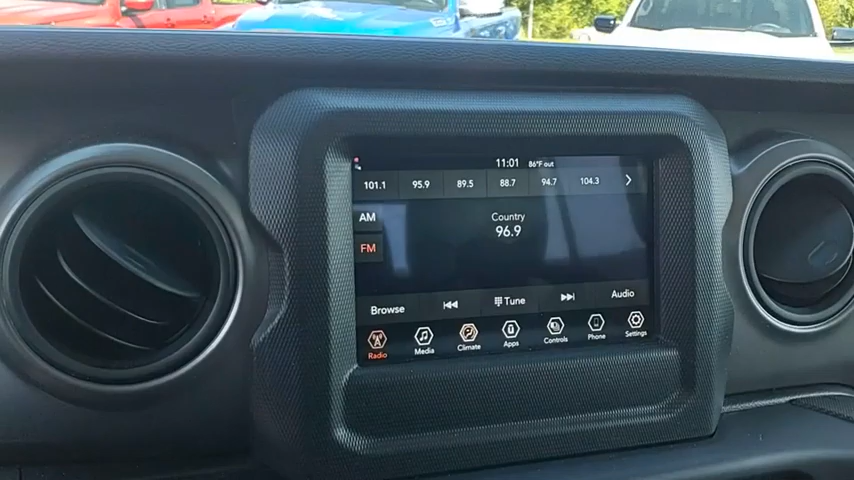 11:01 86°F out
101.1 95.9 89.5 88.7 94.7 104.3
AM
Country
96.9
FM
Browse Tune Audio
Radio Media Climate Apps Controls Phone Settings